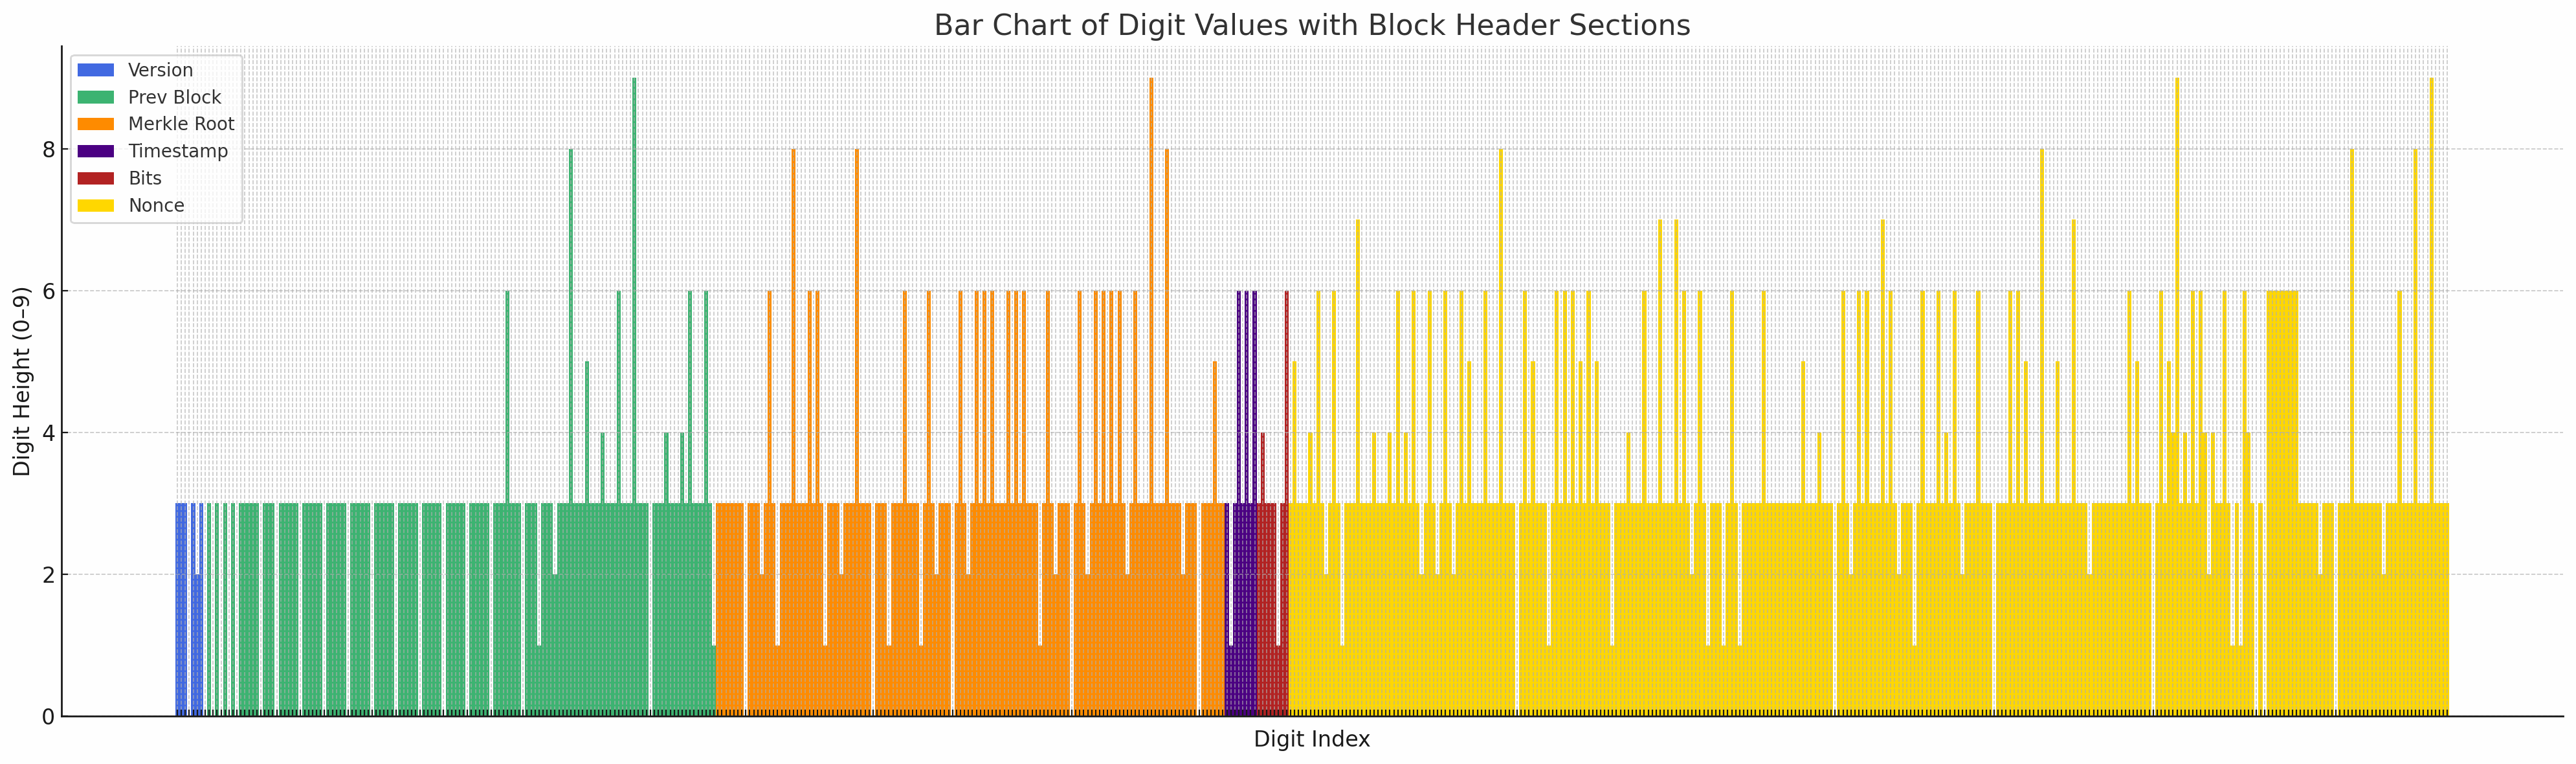 Bar Chart of Digit Values with Block Header Sections
Version
Prev Block
Merkle Root
Timestamp
Bits
Nonce
8
6
4
2
0
Digit Height (0–9)
Digit Index